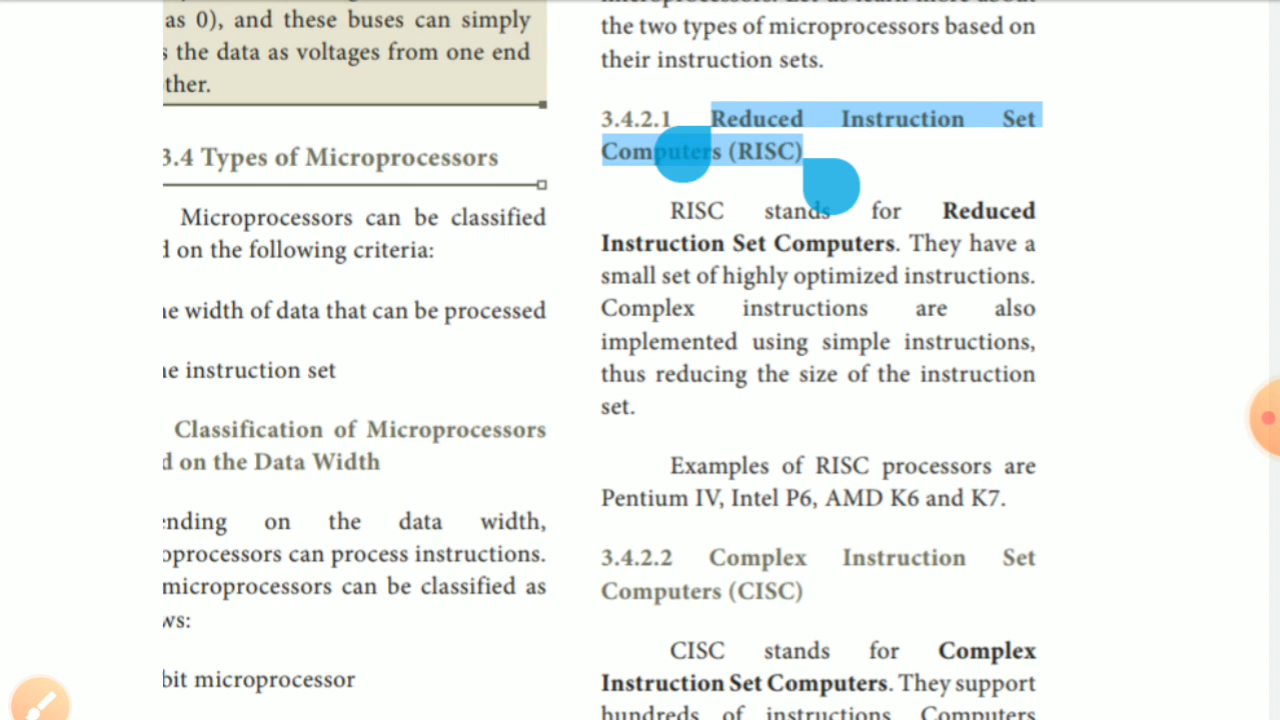 as 0), and these buses can simply
the data as voltages from one end
ther.
3.4 Types of Microprocessors
Microprocessors can be classified
on the following criteria:
width of data that can be processed
instruction set
Classification of Microprocessors
on the Data Width
nding on the data width,
oprocessors can process instructions.
microprocessors can be classified as
ws:
bit microprocessor
the two types of microprocessors based on
their instruction sets.
3.4.2.1 Reduced Instruction Set
Computers (RISC)
RISC stands for Reduced
Instruction Set Computers. They have a
small set of highly optimized instructions.
Complex instructions are also
implemented using simple instructions,
thus reducing the size of the instruction
set.
Examples of RISC processors are
Pentium IV, Intel P6, AMD K6 and K7.
3.4.2.2 Complex Instruction Set
Computers (CISC)
CISC stands for Complex
Instruction Set Computers. They support
hundreds of instructions. Computers